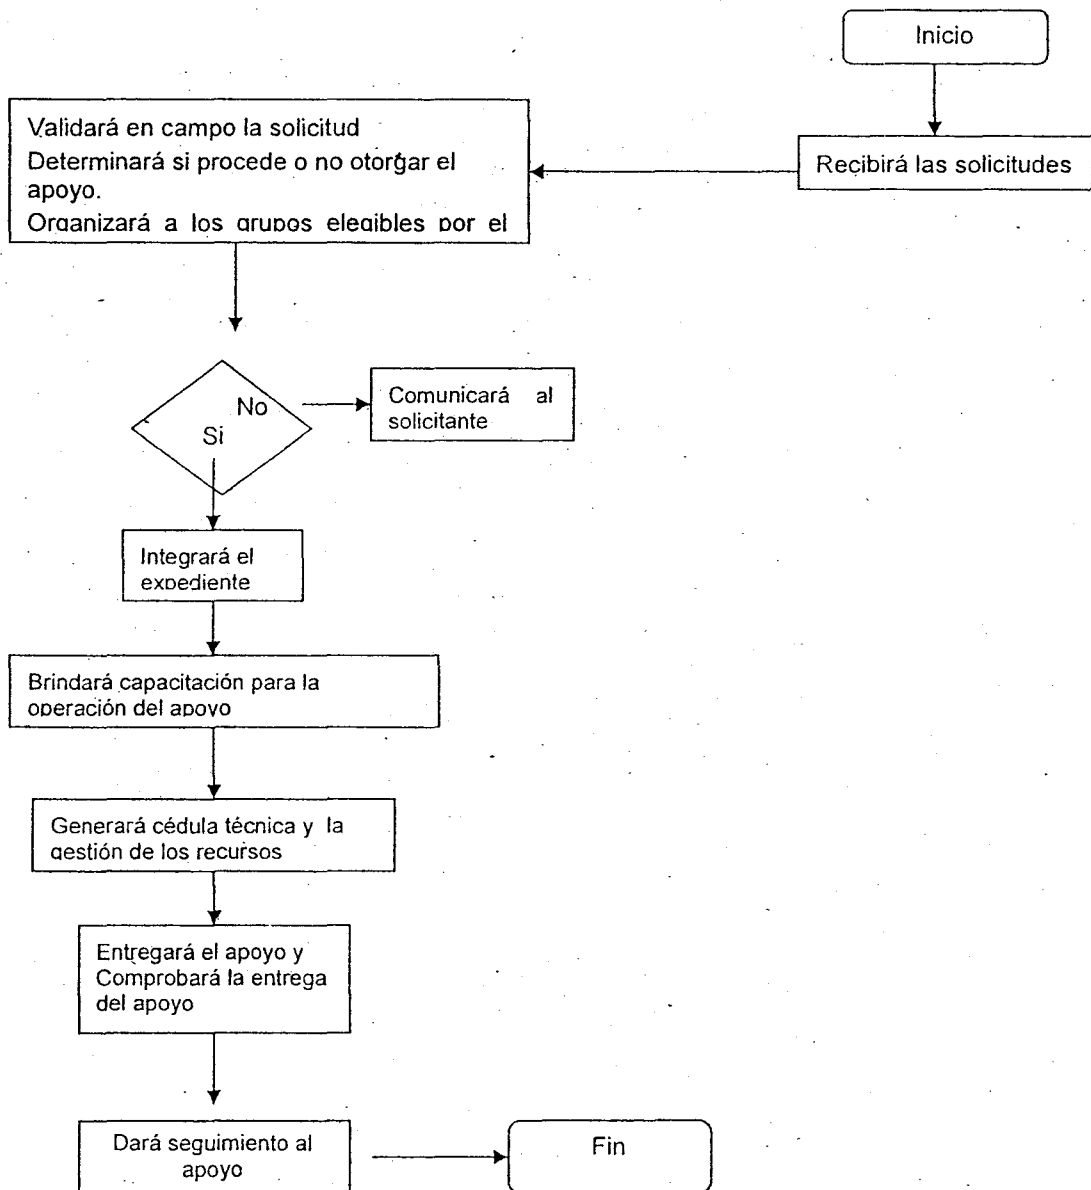 Inicio
Recibirá las solicitudes
Validará en campo la solicitud
Determinará si procede o no otorgar el
apoyo.
Organizará a los grupos elegibles por el
No
Si
Comunicará al
solicitante
Integrará el
expediente
Brindará capacitación para la
operación del apoyo
Generará cédula técnica y la
gestión de los recursos
Entregará el apoyo y
Comprobará la entrega
del apoyo
Dará seguimiento al
apoyo
Fin